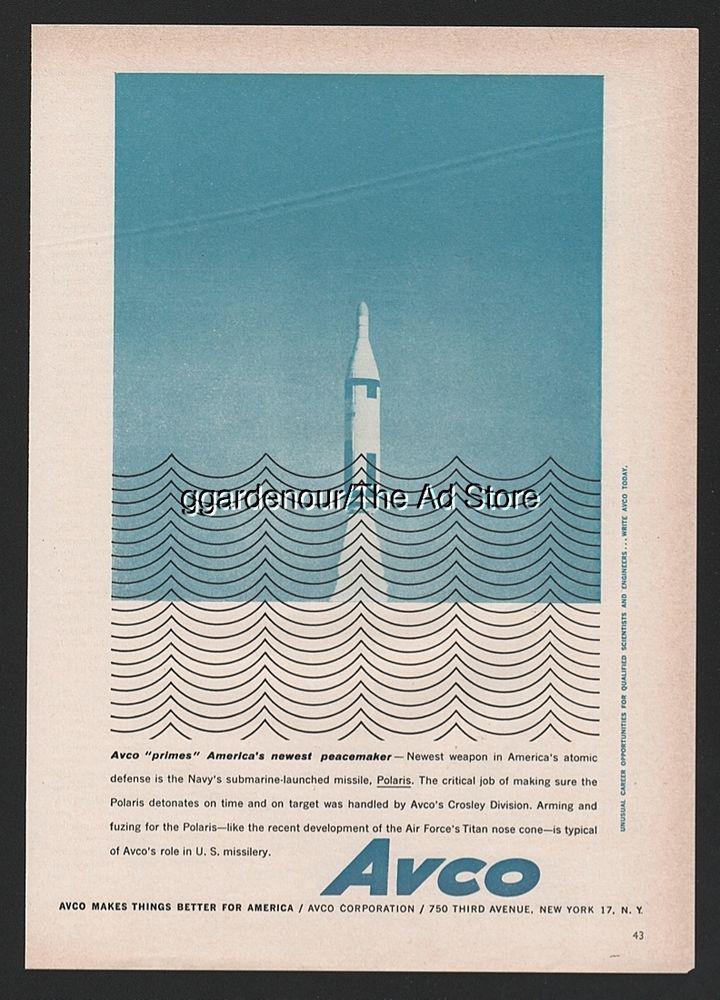 ggardenour/The Ad Store
UNUSUAL CAREER OPPORTUNITIES FOR QUALIFIED SCIENTISTS AND ENGINEERS...WRITE AVCO TODAY.
Avco "primes" America's newest peacemaker—Newest weapon in America's atomic
defense is the Navy's submarine-launched missile, Polaris. The critical job of making sure the
Polaris detonates on time and on target was handled by Avco's Crosley Division. Arming and
fuzing for the Polaris—like the recent development of the Air Force's Titan nose cone—is typical
of Avco's role in U. S. missilery.
Avco
AVCO MAKES THINGS BETTER FOR AMERICA / AVCO CORPORATION / 750 THIRD AVENUE, NEW YORK 17, N. Y.
43